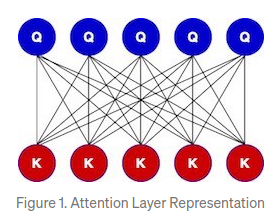 Q Q Q Q Q
K K K K K
Figure 1. Attention Layer Representation